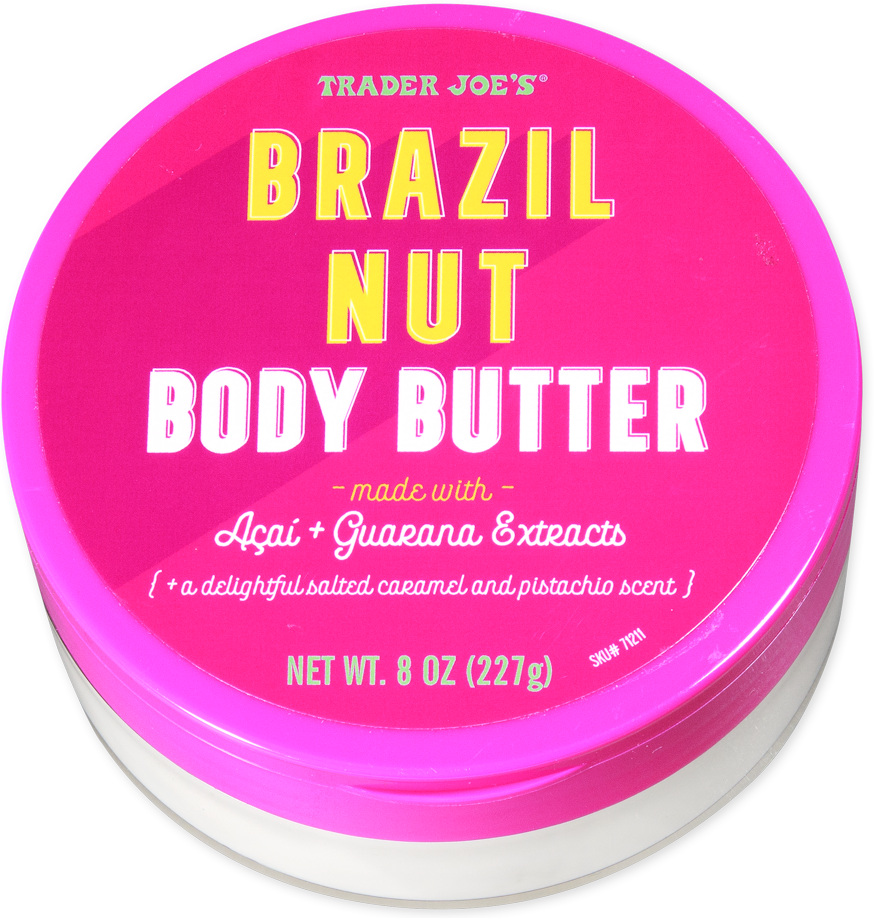 TRADER JOE'S®
BRAZIL
NUT
BODY BUTTER
- made with -
Açaí + Guarana Extracts
{ + a delightful salted caramel and pistachio scent }
SKU# 71211
NET WT. 8 OZ (227g)